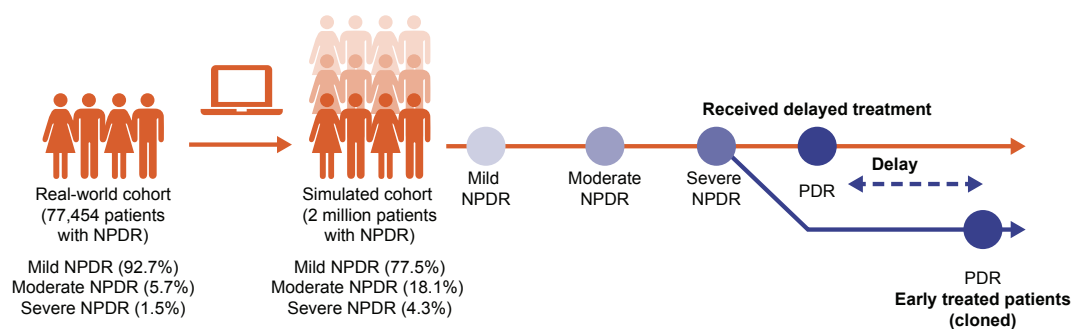 Real-world cohort
(77,454 patients
with NPDR)
Mild NPDR (92.7%)
Moderate NPDR (5.7%)
Severe NPDR (1.5%)
Simulated cohort
(2 million patients
with NPDR)
Mild NPDR (77.5%)
Moderate NPDR (18.1%)
Severe NPDR (4.3%)
Mild
NPDR
Moderate
NPDR
Severe
NPDR
Received delayed treatment
PDR
Delay
PDR
Early treated patients
(cloned)